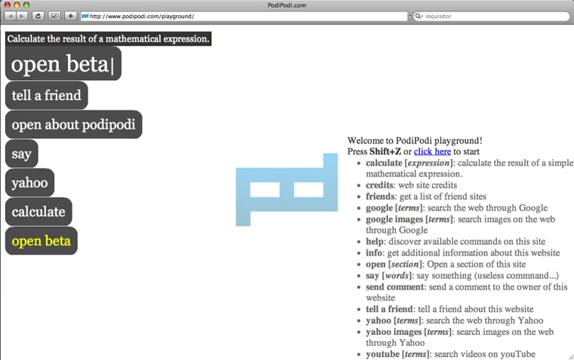 PodiPodi.com
http://www.podipodi.com/playground/
Inquisitor
Calculate the result of a mathematical expression.
open beta
tell a friend
open about podipodi
say
yahoo
calculate
open beta
pd
Welcome to PodiPodi playground!
Press Shift+Z or click here to start
• calculate [expression]: calculate the result of a simple
mathematical expression.
• credits: web site credits
• friends: get a list of friend sites
• google [terms]: search the web through Google
• google images [terms]: search images on the web
through Google
• help: discover available commands on this site
• info: get additional information about this website
• open [section]: Open a section of this site
• say [words]: say something (useless commnand...)
• send comment: send a comment to the owner of this
website
• tell a friend: tell a friend about this website
• yahoo [terms]: search the web through Yahoo
• yahoo images [terms]: search images on the web
through Yahoo
• youtube [terms]: search videos on youTube